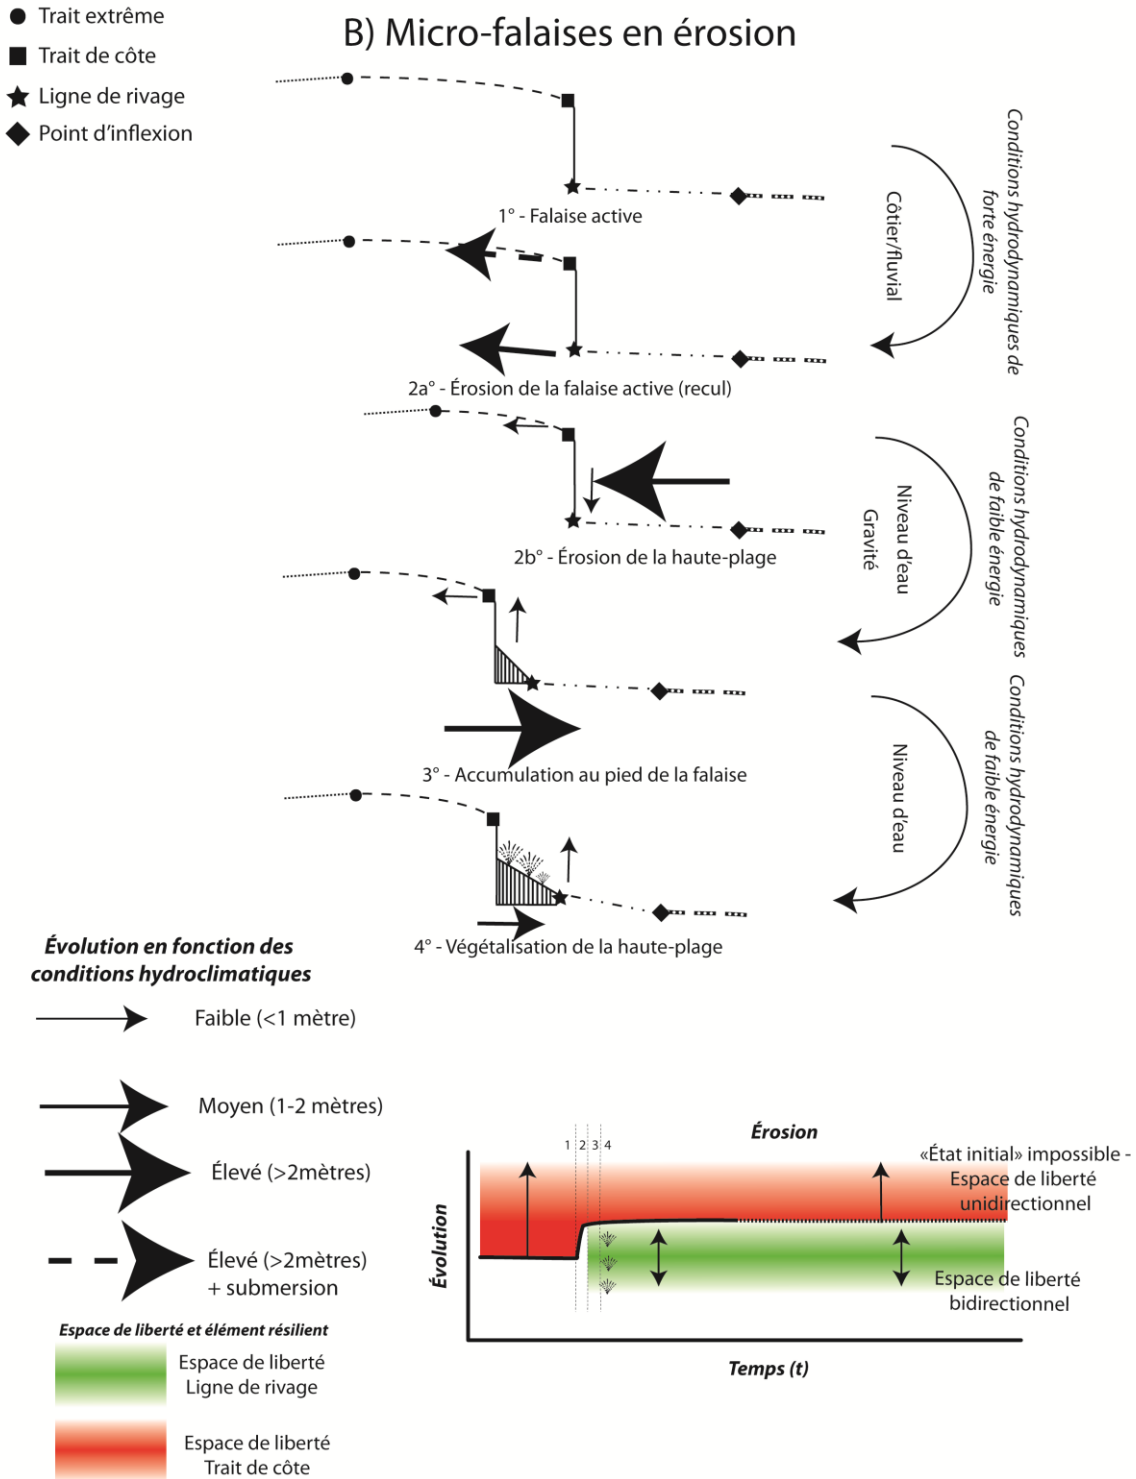 B) Micro-falaises en érosion
Trait extrême
Trait de côte
Ligne de rivage
Point d'inflexion
1° - Falaise active
Côtier/fluvial
Conditions hydrodynamiques de
forte énergie
2a° - Érosion de la falaise active (recul)
2b° - Érosion de la haute-plage
Niveau d'eau
Gravité
Conditions hydrodynamiques
de faible énergie
3° - Accumulation au pied de la falaise
Niveau d'eau
Conditions hydrodynamiques
de faible énergie
4° - Végétalisation de la haute-plage
Évolution en fonction des
conditions hydroclimatiques
Faible (<1 mètre)
Moyen (1-2 mètres)
Élevé (>2mètres)
Élevé (>2mètres)
+ submersion
Espace de liberté et élément résilient
Espace de liberté
Ligne de rivage
Espace de liberté
Trait de côte
Érosion
1 2 3 4
«État initial» impossible -
Espace de liberté
unidirectionnel
Espace de liberté
bidirectionnel
Évolution
Temps (t)